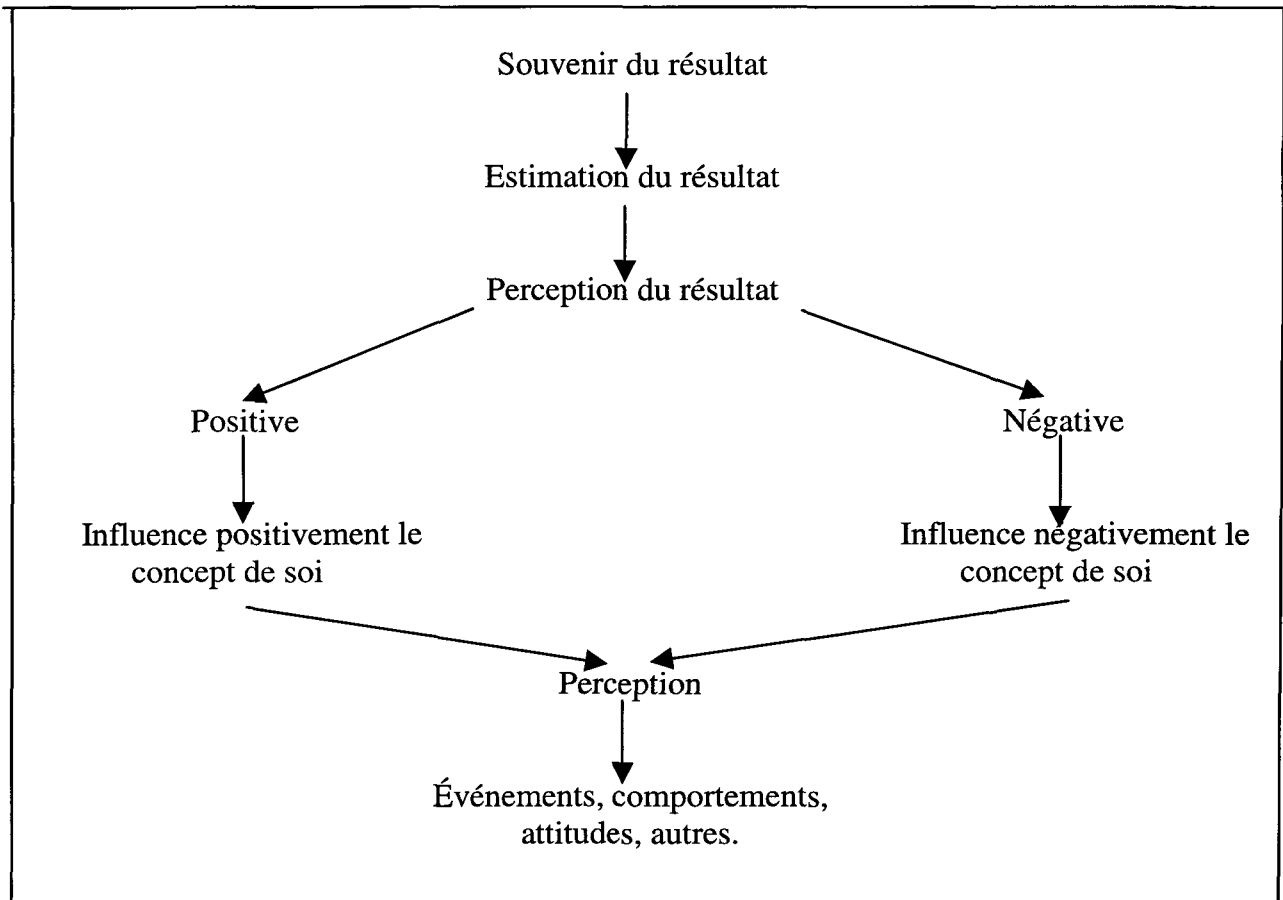 Souvenir du résultat
Estimation du résultat
Perception du résultat
Positive
Négative
Influence positivement le
concept de soi
Influence négativement le
concept de soi
Perception
Événements, comportements,
attitudes, autres.